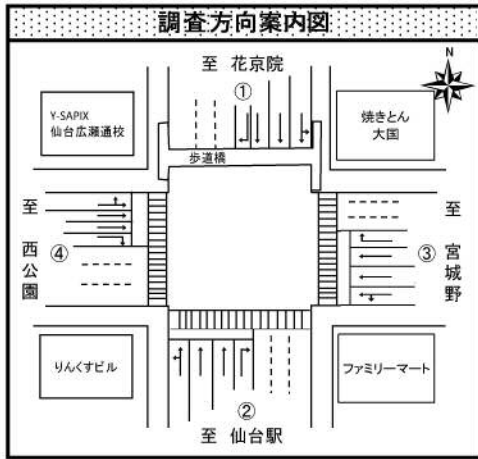 調査方向案内図
至 花京院
N
①
Y-SAPIX
仙台広瀬通校
焼きとん
大国
歩道橋
至 西公園
④
至 宮城野
③
りんくすビル
ファミリーマート
②
至 仙台駅